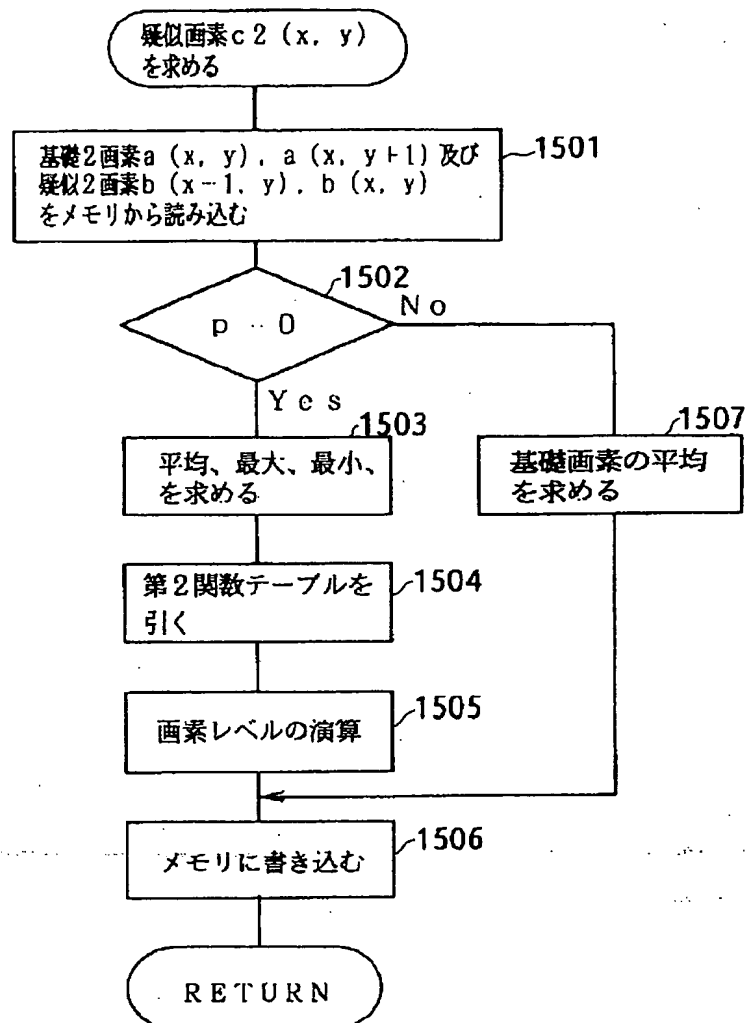 疑似画素c2(x, y)
を求める
基礎2画素a(x, y), a(x, y+1)及び
疑似2画素b(x-1, y), b(x, y)
をメモリから読み込む
1501
1502
p 0
No
Yes
1503
平均、最大、最小、
を求める
1507
基礎画素の平均
を求める
第2関数テーブルを
引く
1504
画素レベルの演算
1505
メモリに書き込む
1506
RETURN